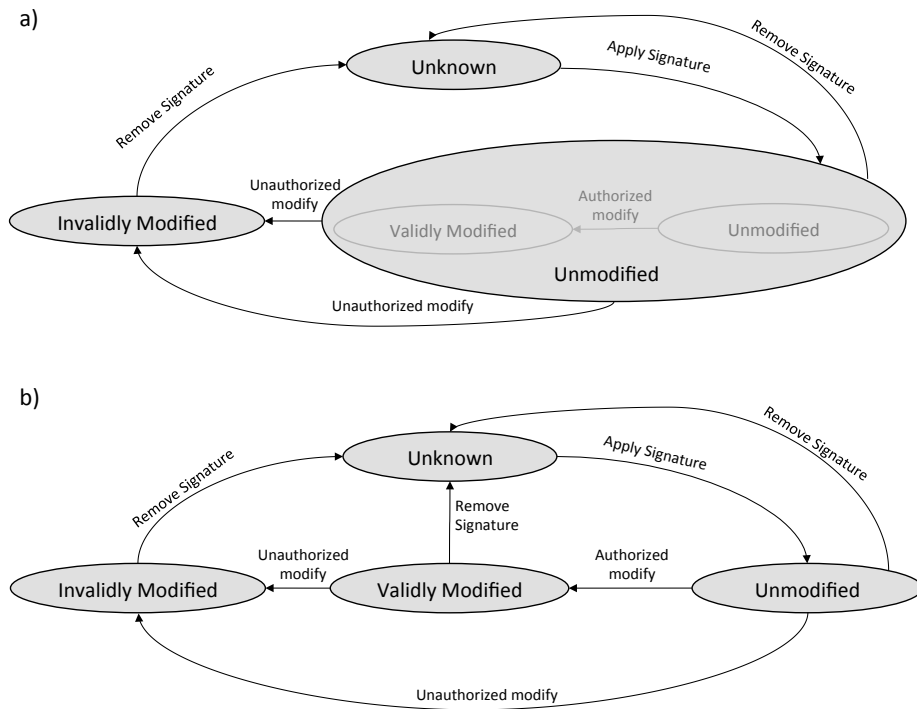 a)
Remove Signature
Apply Signature
Unknown
Remove Signature
Unauthorized
modify
Authorized
modify
Invalidly Modified
Validly Modified
Unmodified
Unmodified
Unauthorized modify
b)
Remove Signature
Apply Signature
Unknown
Remove Signature
Remove
Signature
Unauthorized
modify
Authorized
modify
Invalidly Modified
Validly Modified
Unmodified
Unauthorized modify